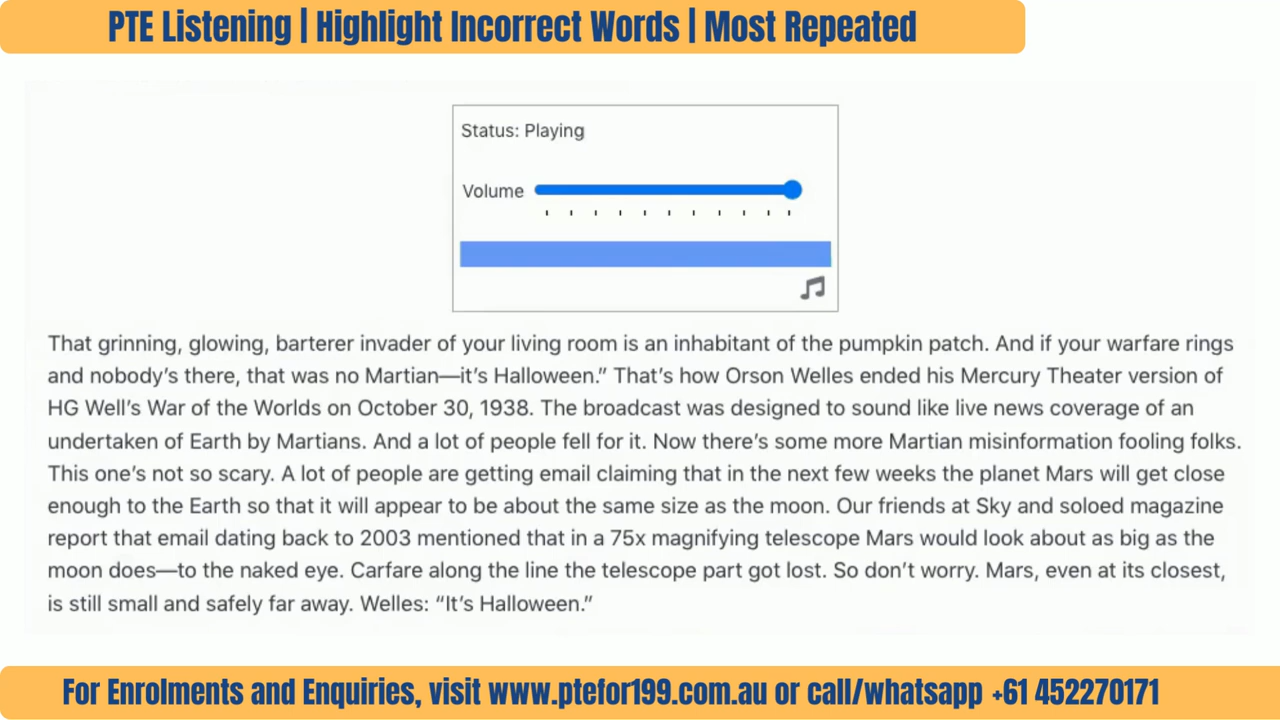 PTE Listening | Highlight Incorrect Words | Most Repeated
Status: Playing
Volume
That grinning, glowing, barterer invader of your living room is an inhabitant of the pumpkin patch. And if your warfare rings
and nobody's there, that was no Martian—it's Halloween.” That's how Orson Welles ended his Mercury Theater version of
HG Well's War of the Worlds on October 30, 1938. The broadcast was designed to sound like live news coverage of an
undertaken of Earth by Martians. And a lot of people fell for it. Now there's some more Martian misinformation fooling folks.
This one's not so scary. A lot of people are getting email claiming that in the next few weeks the planet Mars will get close
enough to the Earth so that it will appear to be about the same size as the moon. Our friends at Sky and soloed magazine
report that email dating back to 2003 mentioned that in a 75x magnifying telescope Mars would look about as big as the
moon does—to the naked eye. Carfare along the line the telescope part got lost. So don't worry. Mars, even at its closest,
is still small and safely far away. Welles: “It's Halloween.”
For Enrolments and Enquiries, visit www.ptefor199.com.au or call/whatsapp +61 452270171